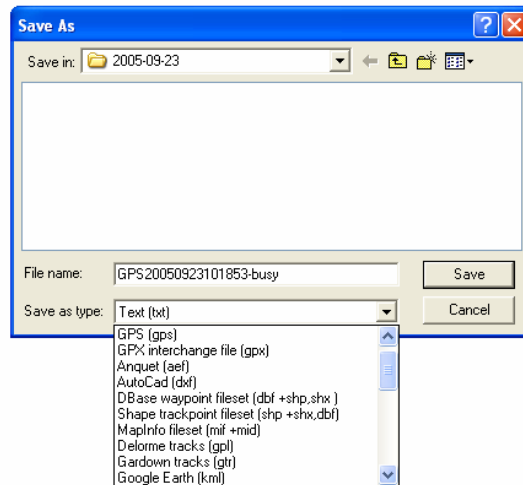 Save As
Save in: 2005-09-23
File name: GPS20050923101853-busy Save
Save as type: Text (txt) Cancel
GPS (gps)
GPX interchange file (gpx)
Anquet (aef)
AutoCad (dxf)
DBase waypoint fileset (dbf +shp,shx )
Shape trackpoint fileset (shp +shx,dbf)
MapInfo fileset (mif +mid)
Delorme tracks (gpl)
Gardown tracks (gtr)
Google Earth (kml)